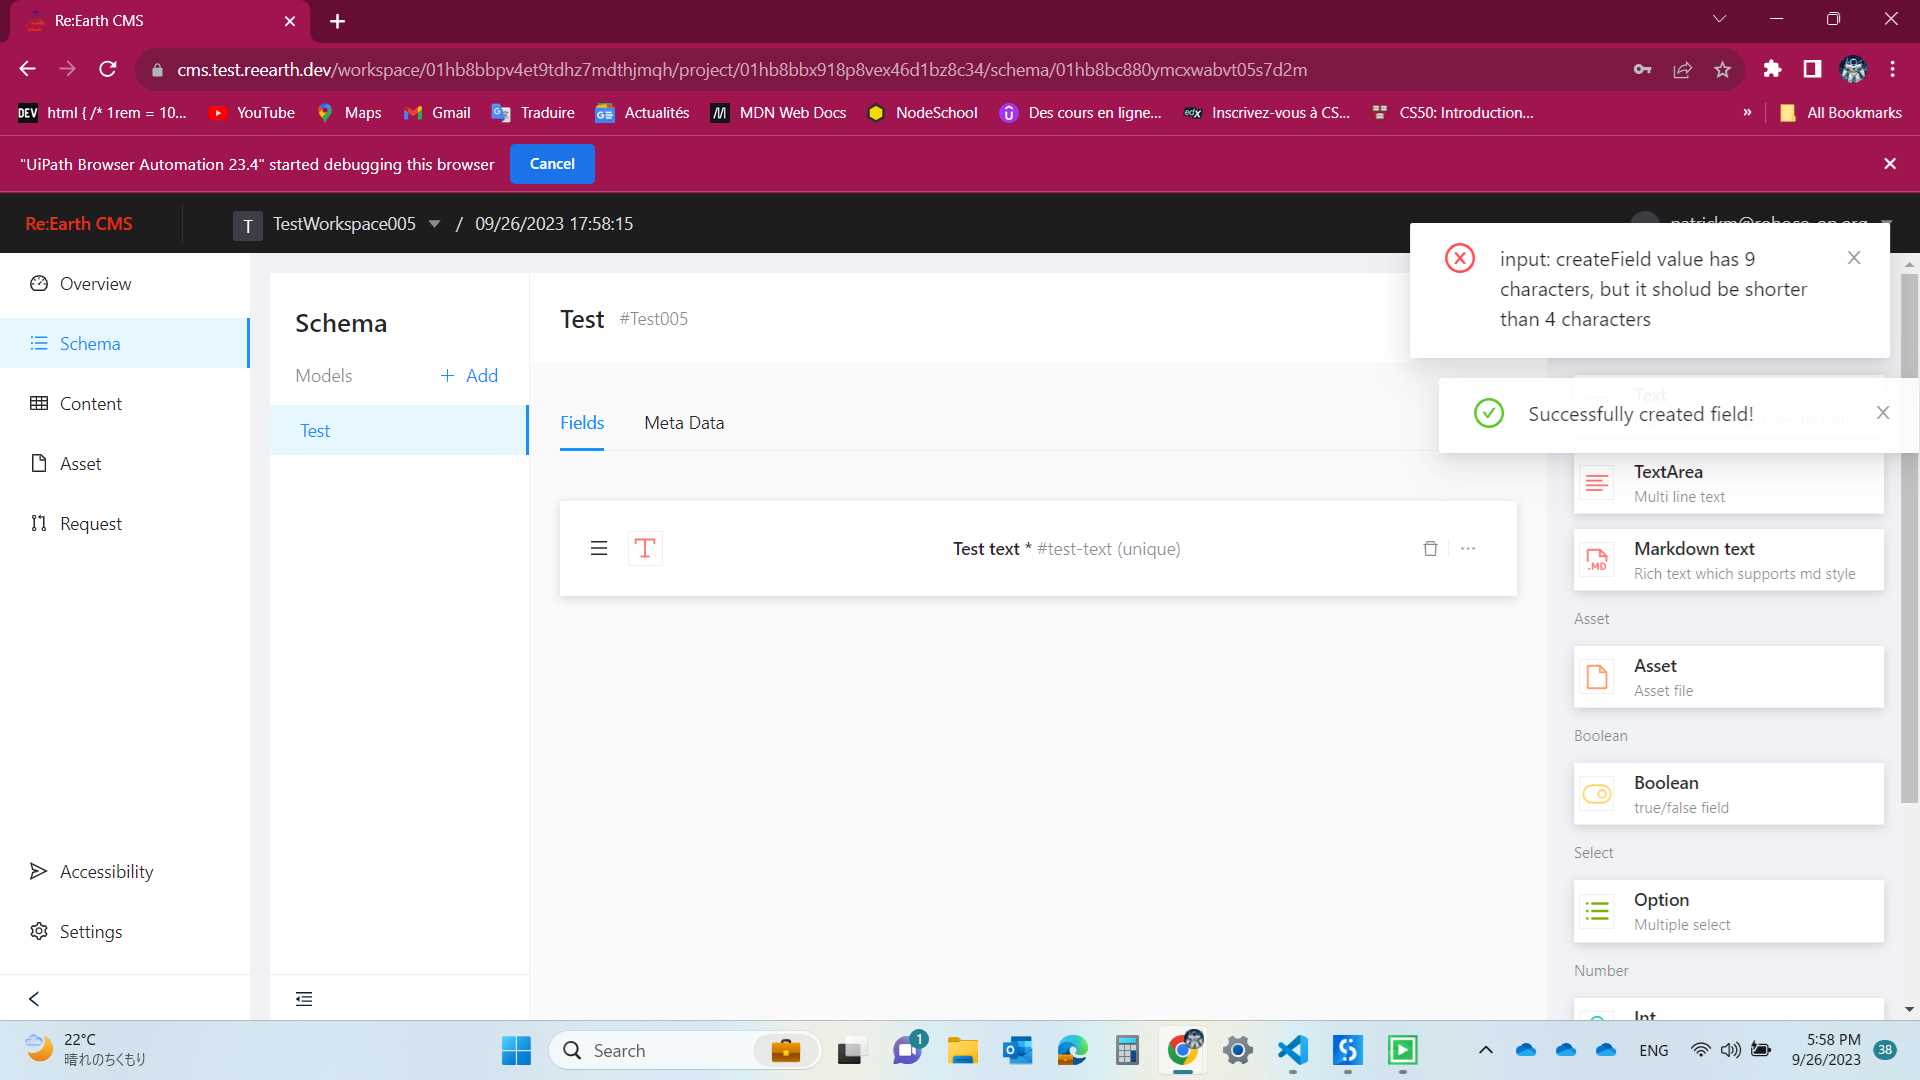 Re:Earth CMS
cms.test.reearth.dev/workspace/01hb8bbpv4et9tdhz7mdthjmqh/project/01hb8bbx918p8vex46d1bz8c34/schema/01hb8bc880ymcxwabvt05s7d2m
DEV html { /* 1rem = 10... YouTube Maps Gmail Traduire Actualités MDN Web Docs NodeSchool Des cours en ligne... edX Inscrivez-vous à CS... CS50: Introduction... » All Bookmarks
"UiPath Browser Automation 23.4" started debugging this browser Cancel
Re:Earth CMS T TestWorkspace005 / 09/26/2023 17:58:15 patrickm@
input: createField value has 9
characters, but it sholud be shorter
than 4 characters
Successfully created field!
Overview
Schema
Content
Asset
Request
Accessibility
Settings
Schema
Models + Add
Test
Test #Test005
Fields Meta Data
Test text * #test-text (unique)
Text
TextArea
Multi line text
Markdown text
.MD
Rich text which supports md style
Asset
Asset
Asset file
Boolean
Boolean
true/false field
Select
Option
Multiple select
Number
Int
22°C
晴れのちくもり
Search
1
ENG
5:58 PM
9/26/2023
38